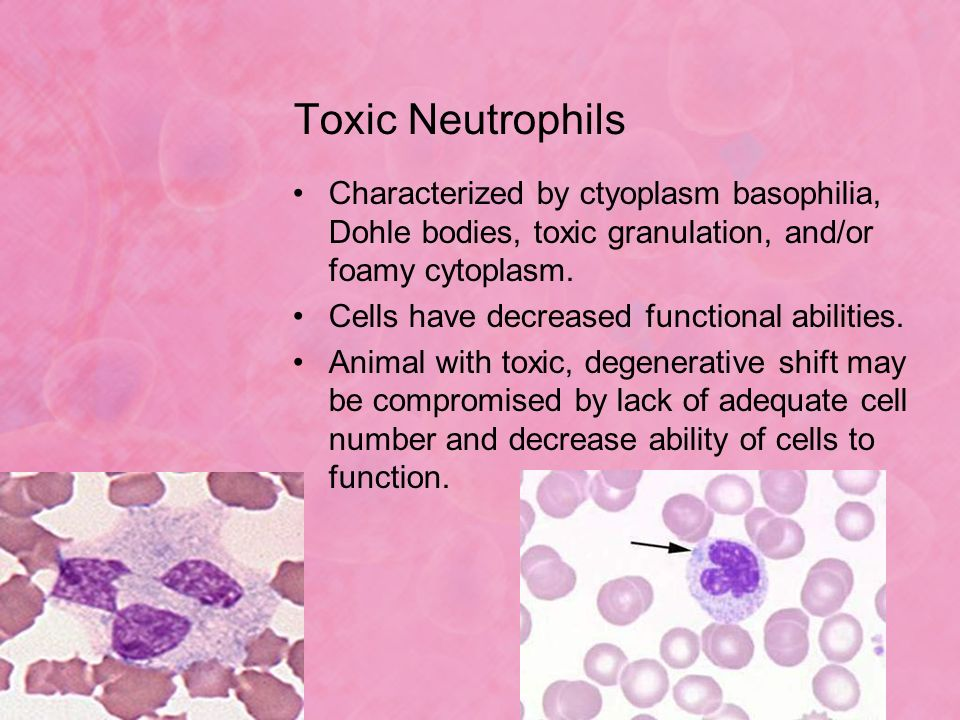 Toxic Neutrophils
• Characterized by ctyoplasm basophilia,
Dohle bodies, toxic granulation, and/or
foamy cytoplasm.
• Cells have decreased functional abilities.
• Animal with toxic, degenerative shift may
be compromised by lack of adequate cell
number and decrease ability of cells to
function.